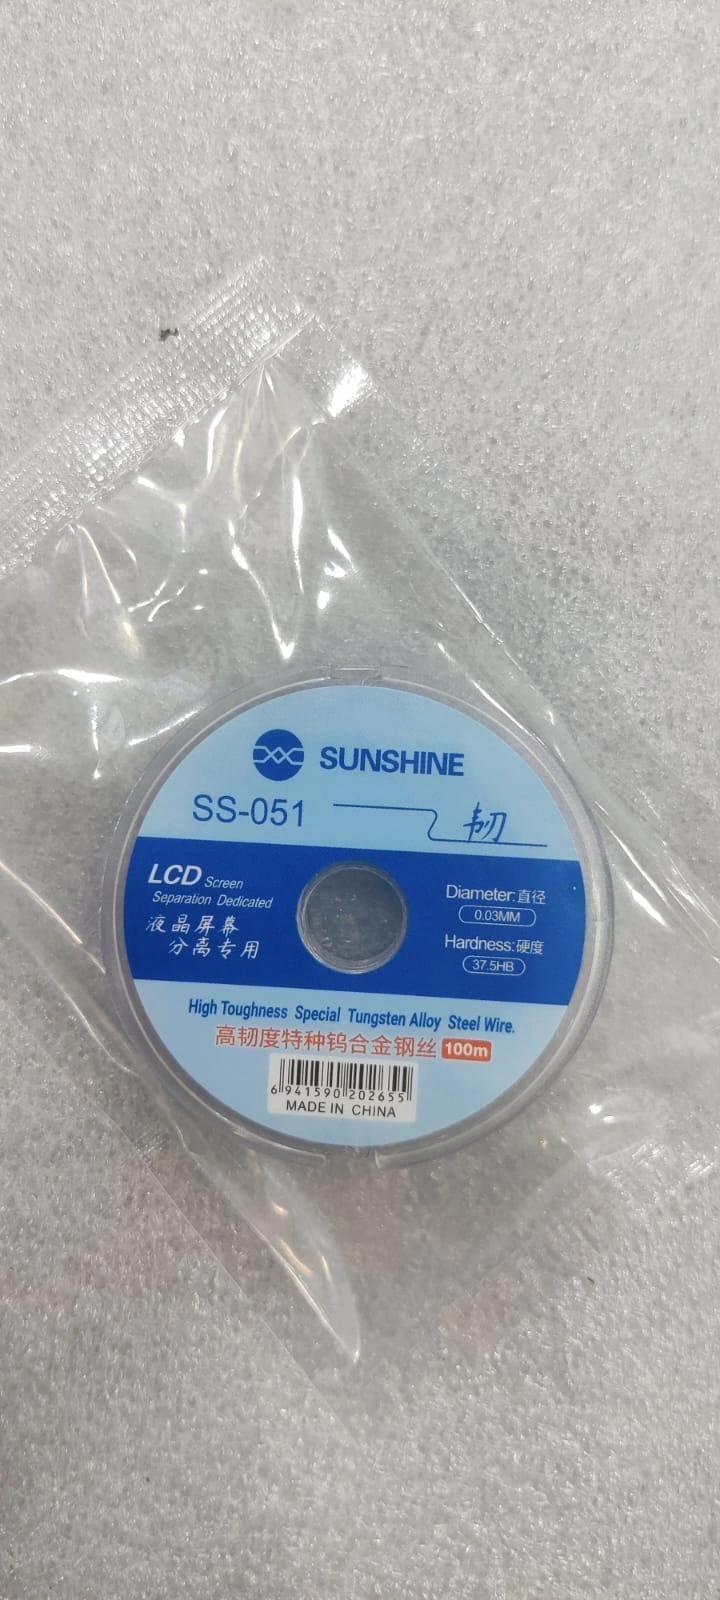 SUNSHINE
SS-051
韧
LCD Screen
Separation Dedicated
液晶屏幕
分离专用
Diameter:直径
0.03MM
Hardness:硬度
37.5HB
High Toughness Special Tungsten Alloy Steel Wire.
高韧度特种钨合金钢丝 100m
6 941590 202655
MADE IN CHINA